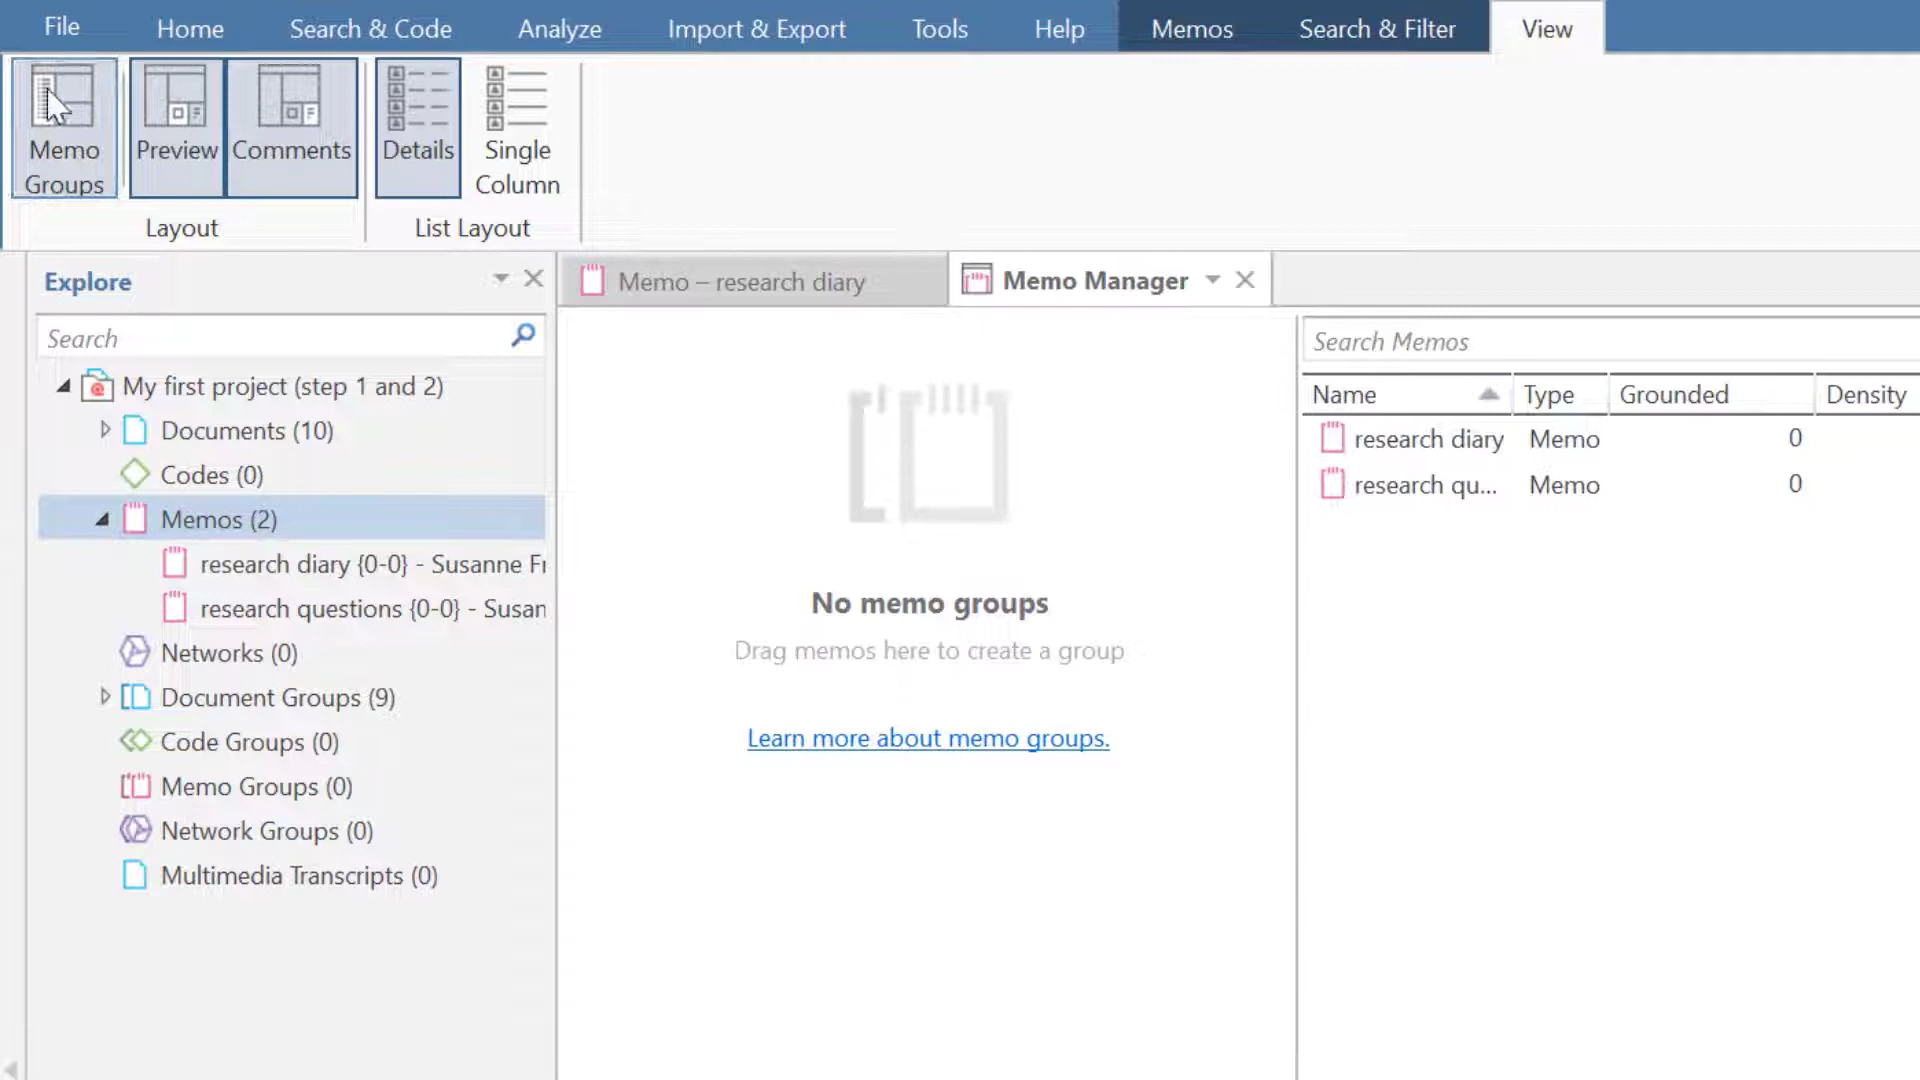 File Home Search & Code Analyze Import & Export Tools Help Memos Search & Filter View
Memo Groups Preview Comments Details Single Column
Layout List Layout
Explore
Search
My first project (step 1 and 2)
Documents (10)
Codes (0)
Memos (2)
research diary {0-0} - Susanne Fr
research questions {0-0} - Susan
Networks (0)
Document Groups (9)
Code Groups (0)
Memo Groups (0)
Network Groups (0)
Multimedia Transcripts (0)
Memo – research diary Memo Manager
No memo groups
Drag memos here to create a group
Learn more about memo groups.
Search Memos
Name Type Grounded Density
research diary Memo 0
research qu... Memo 0